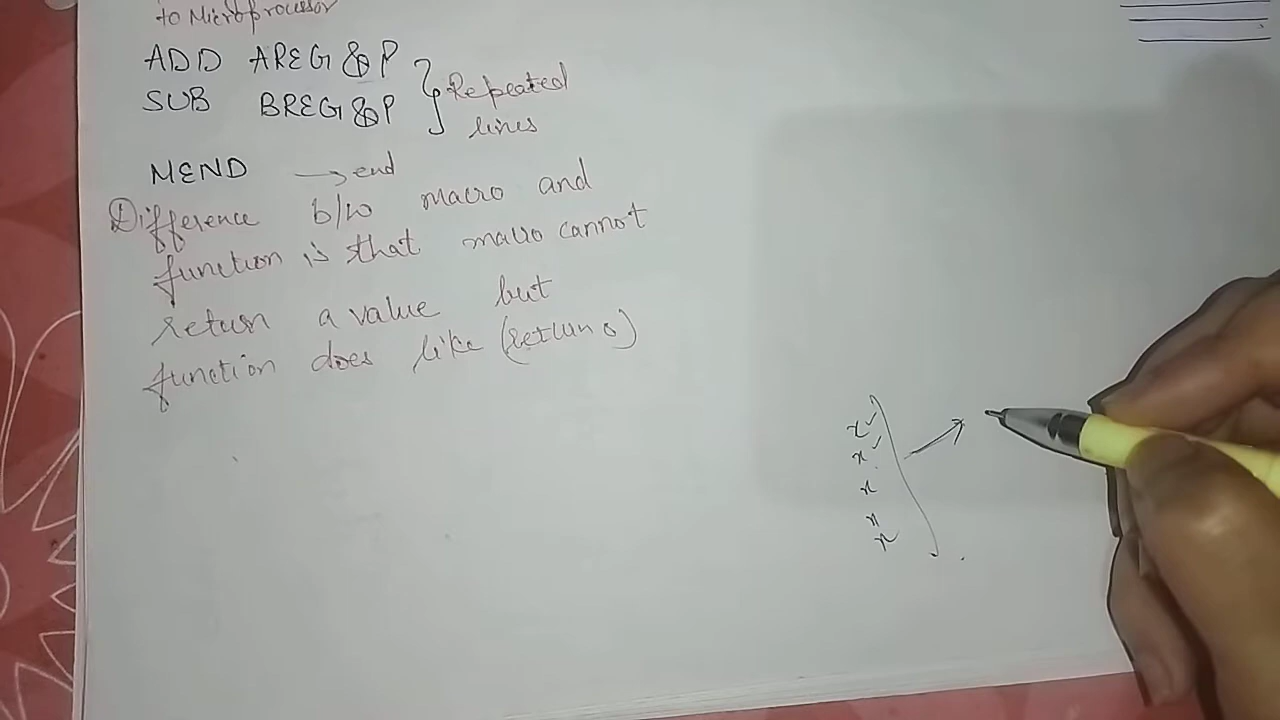 to Microprocessor
ADD AREG &P
SUB BREG &P
} Repeated
lines
MEND → end
Difference b/w macro and
function is that macro cannot
return a value but
function does like (return 0)
x
x
x
x
x